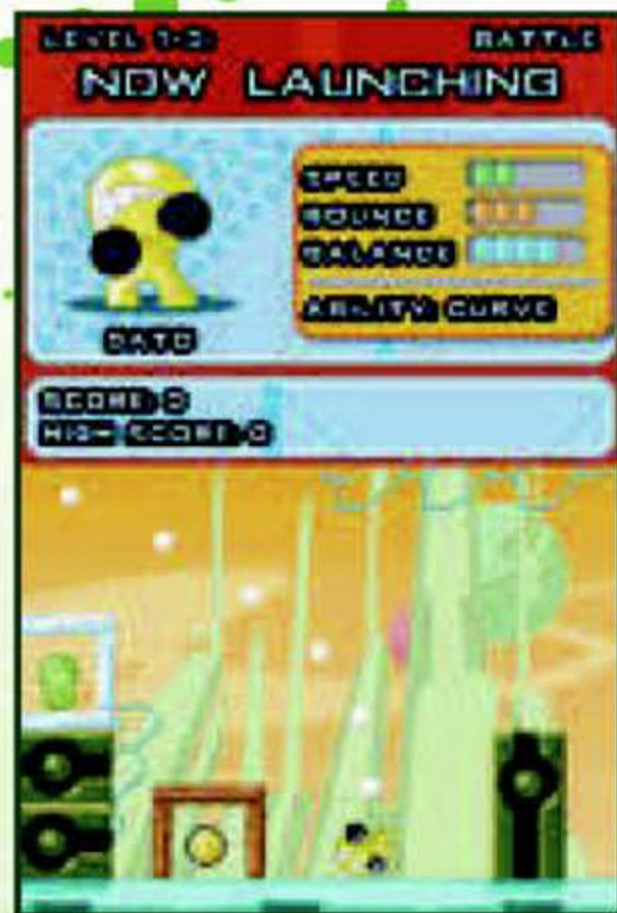 LEVEL 1-2 BATTLE
NOW LAUNCHING
SPEED
BOUNCE
BALANCE
ABILITY: CURVE
SCORE: 0
HIGH SCORE: 0